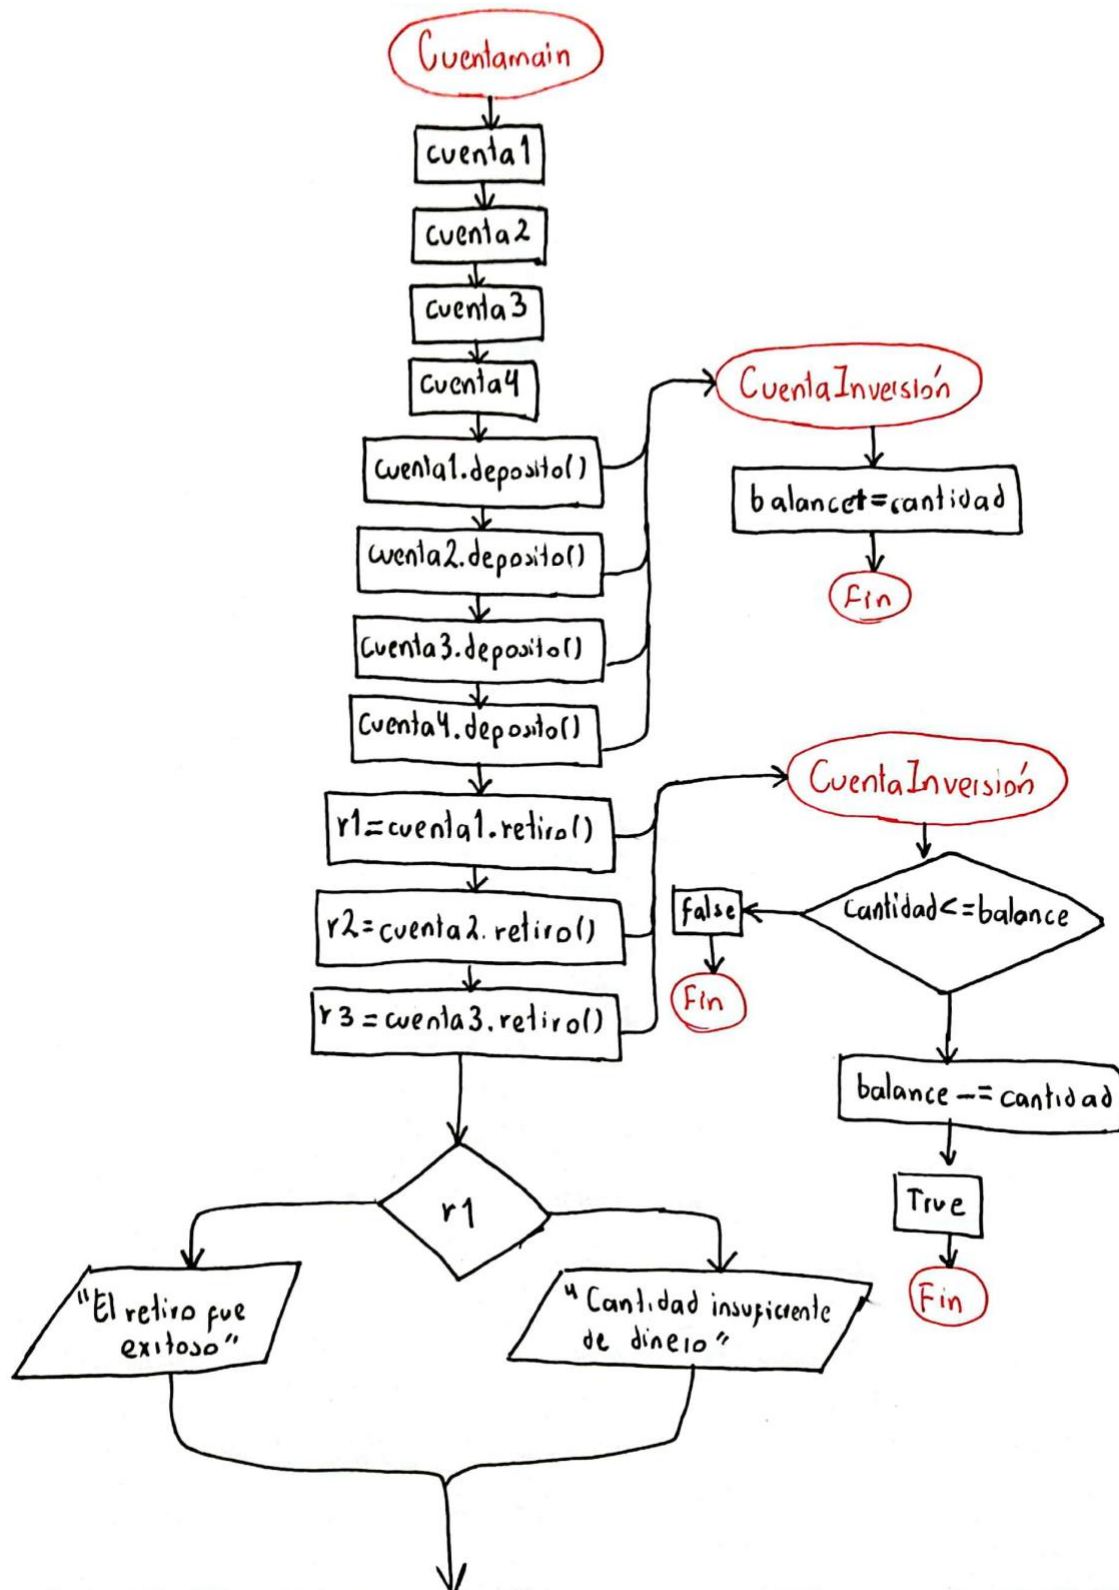 Cuentamain
cuenta1
cuenta2
cuenta3
cuenta4
cuenta1.deposito()
cuenta2.deposito()
cuenta3.deposito()
cuenta4.deposito()
CuentaInversión
balance+=cantidad
Fin
r1=cuenta1.retiro()
r2=cuenta2.retiro()
r3=cuenta3.retiro()
CuentaInversión
cantidad<=balance
false
Fin
balance-=cantidad
True
Fin
r1
"El retiro fue
exitoso"
"Cantidad insuficiente
de dinero"